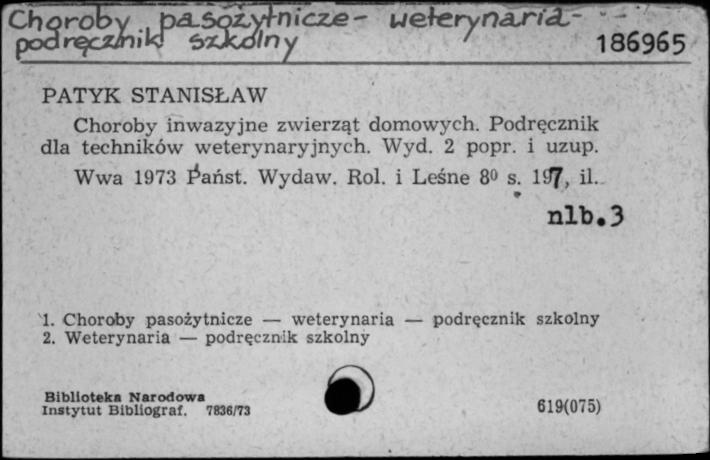 Choroby pasożytnicze - weterynaria -
podręcznik szkolny
186965
PATYK STANISŁAW
Choroby inwazyjne zwierząt domowych. Podręcznik
dla techników weterynaryjnych. Wyd. 2 popr. i uzup.
Wwa 1973 Państ. Wydaw. Rol. i Leśne 8⁰ s. 197, il.
nlb.3
1. Choroby pasożytnicze — weterynaria — podręcznik szkolny
2. Weterynaria — podręcznik szkolny
Biblioteka Narodowa
Instytut Bibliograf. 7836/73
619(075)